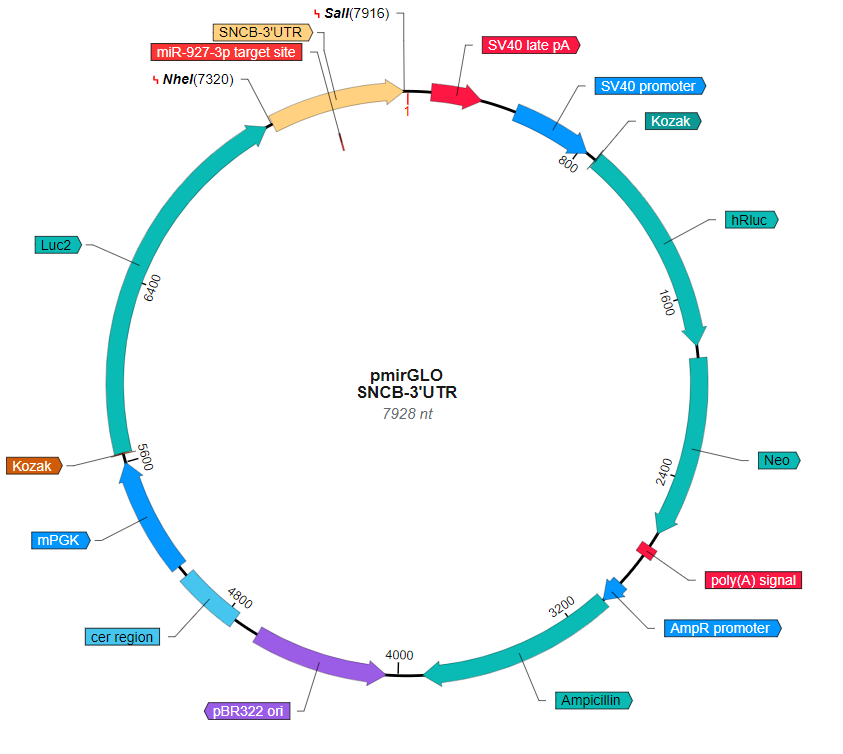 SalI(7916)
SNCB-3'UTR
miR-927-3p target site
NheI(7320)
SV40 late pA
SV40 promoter
Kozak
1
800
hRluc
Luc2
6400
1600
pmirGLO
SNCB-3'UTR
7928 nt
Kozak
5600
2400
Neo
mPGK
poly(A) signal
4800
3200
cer region
AmpR promoter
4000
pBR322 ori
Ampicillin